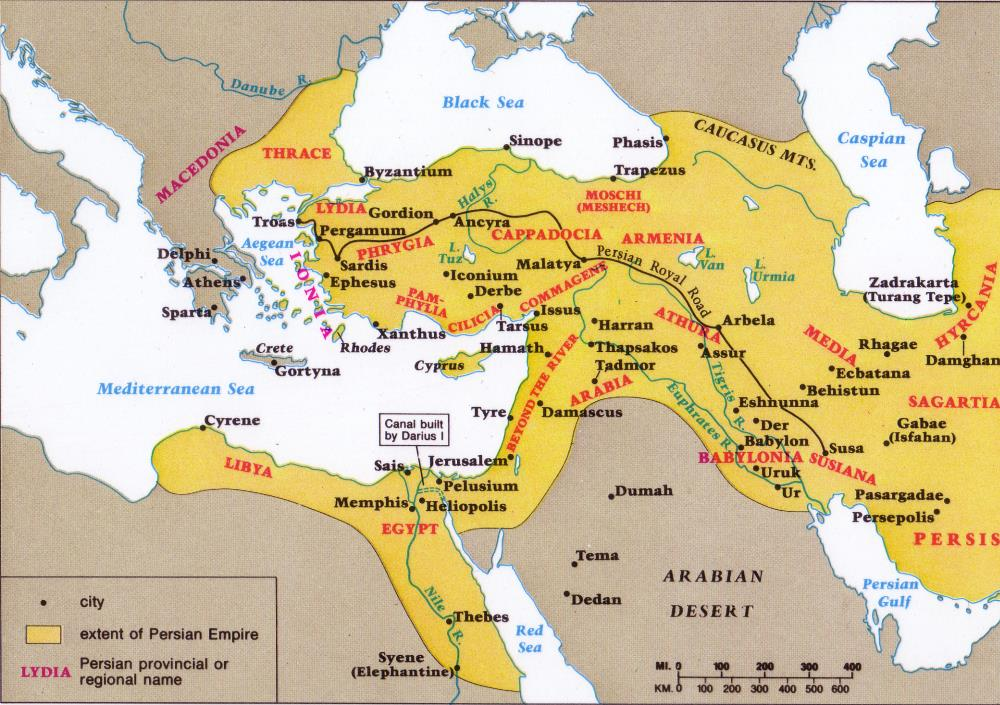 Danube R.
Black Sea
Caspian
Sea
CAUCASUS MTS.
MACEDONIA
THRACE
Byzantium
Sinope
Phasis
Trapezus
Halys
R.
MOSCHI
(MESHECH)
Troas
LYDIA
Gordion
Ancyra
Pergamum
PHRYGIA
CAPPADOCIA
ARMENIA
Aegean
Sea
Delphi
Athens
Sparta
IONIA
Sardis
Ephesus
L.
Tuz
Iconium
Derbe
Malatya
Persian Royal Road
L.
Van
L.
Urmia
PAM-
PHYLIA
CILICIA
COMMAGENE
Tarsus
Issus
Xanthus
Rhodes
Crete
Gortyna
Cyprus
Hamath
Harran
Thapsakos
Tadmor
ATHURA
Arbela
Assur
Zadrakarta
(Turang Tepe)
HYRCANIA
MEDIA
Rhagae
Damghan
Ecbatana
Behistun
Mediterranean Sea
Cyrene
Tyre
BEYOND THE RIVER
ARABIA
Damascus
Tigris R.
Euphrates R.
Eshnunna
Der
Babylon
BABYLONIA
SUSIANA
Susa
Uruk
Ur
SAGARTIA
Gabae
(Isfahan)
Canal built
by Darius I
LIBYA
Sais
Jerusalem
Pelusium
Memphis
Heliopolis
EGYPT
Dumah
Pasargadae
Persepolis
PERSIS
Tema
Dedan
ARABIAN
DESERT
Persian
Gulf
Nile R.
Thebes
Red
Sea
Syene
(Elephantine)
city
extent of Persian Empire
LYDIA
Persian provincial or
regional name
MI. 0 100 200 300 400
KM. 0 100 200 300 400 500 600